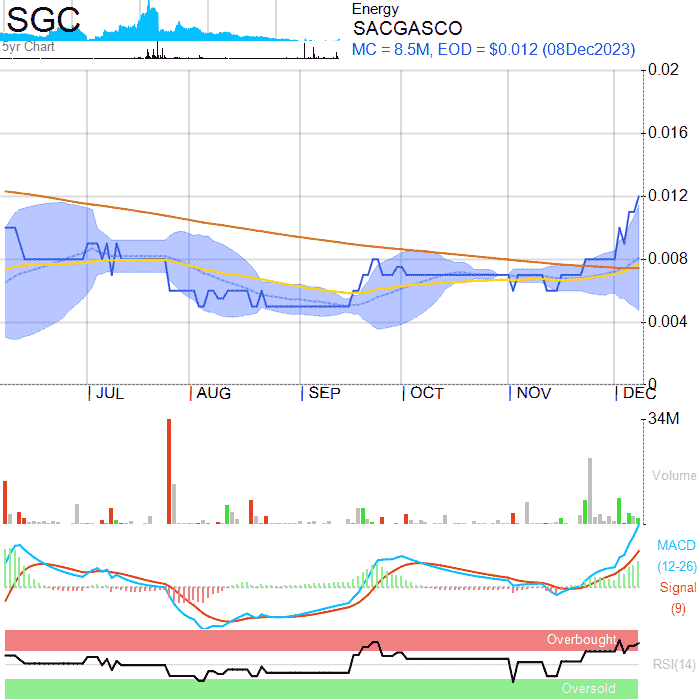 SGC
5yr Chart
Energy
SACGASCO
MC = 8.5M, EOD = $0.012 (08Dec2023)
0.02
0.016
0.012
0.008
0.004
0
JUL AUG SEP OCT NOV DEC
34M
Volume
MACD
(12-26)
Signal
(9)
Overbought
RSI(14)
Oversold